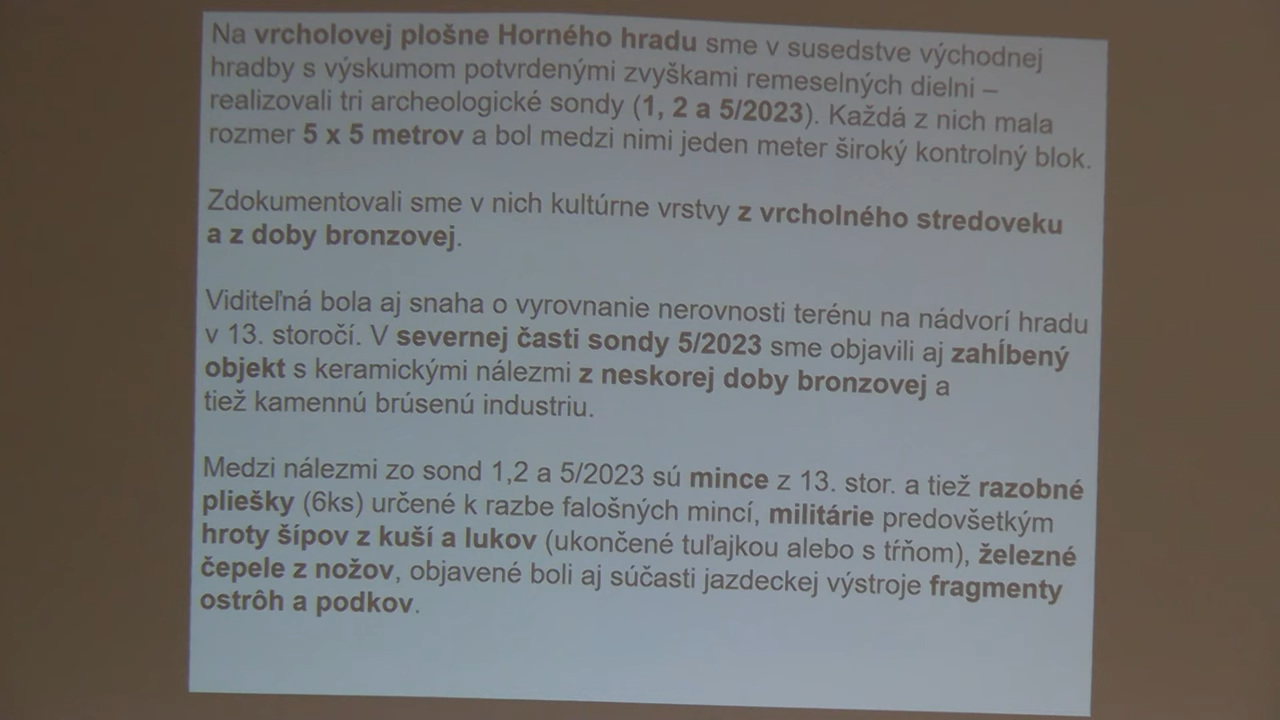 Na vrcholovej plošne Horného hradu sme v susedstve východnej
hradby s výskumom potvrdenými zvyškami remeselných dielni –
realizovali tri archeologické sondy (1, 2 a 5/2023). Každá z nich mala
rozmer 5 x 5 metrov a bol medzi nimi jeden meter široký kontrolný blok.
Zdokumentovali sme v nich kultúrne vrstvy z vrcholného stredoveku
a z doby bronzovej.
Viditeľná bola aj snaha o vyrovnanie nerovnosti terénu na nádvorí hradu
v 13. storočí. V severnej časti sondy 5/2023 sme objavili aj zahĺbený
objekt s keramickými nálezmi z neskorej doby bronzovej a
tiež kamennú brúsenú industriu.
Medzi nálezmi zo sond 1,2 a 5/2023 sú mince z 13. stor. a tiež razobné
pliešky (6ks) určené k razbe falošných mincí, militárie predovšetkým
hroty šípov z kuší a lukov (ukončené tuľajkou alebo s tŕňom), železné
čepele z nožov, objavené boli aj súčasti jazdeckej výstroje fragmenty
ostrôh a podkov.